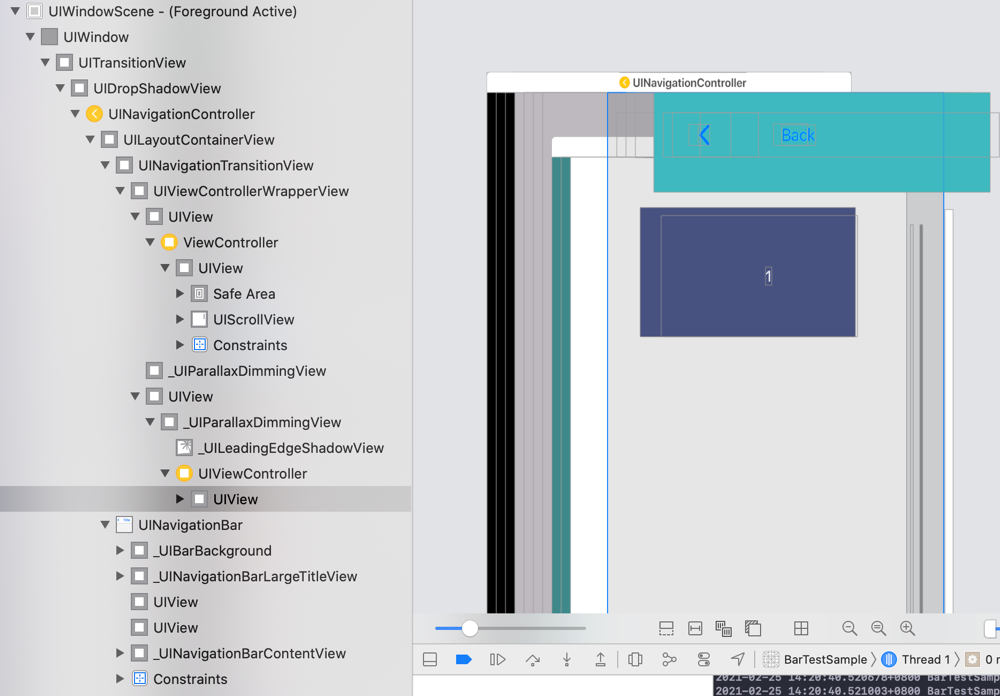 UIWindowScene - (Foreground Active)
UIWindow
UITransitionView
UIDropShadowView
UINavigationController
UILayoutContainerView
UINavigationTransitionView
UIViewControllerWrapperView
UIView
ViewController
UIView
Safe Area
UIScrollView
Constraints
_UIParallaxDimmingView
UIView
_UIParallaxDimmingView
_UILeadingEdgeShadowView
UIViewController
UIView
UINavigationBar
_UIBarBackground
_UINavigationBarLargeTitleView
UIView
UIView
_UINavigationBarContentView
Constraints
UINavigationController
Back
1
BarTestSample
Thread 1
0
2021-02-25 14:20:40.520678+0800 BarTestSamp
2021-02-25 14:20:40.521003+0800 BarTestSamp